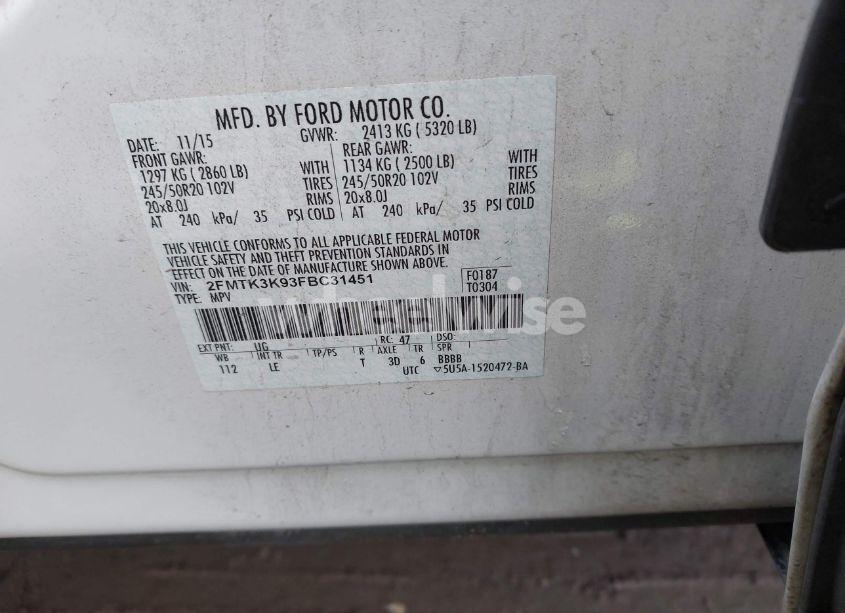 MFD. BY FORD MOTOR CO.
DATE: 11/15 GVWR: 2413 KG ( 5320 LB)
FRONT GAWR: REAR GAWR:
1297 KG ( 2860 LB) WITH 1134 KG ( 2500 LB) WITH
245/50R20 102V TIRES 245/50R20 102V TIRES
20x8.0J RIMS 20x8.0J RIMS
AT 240 kPa/ 35 PSI COLD AT 240 kPa/ 35 PSI COLD
THIS VEHICLE CONFORMS TO ALL APPLICABLE FEDERAL MOTOR
VEHICLE SAFETY AND THEFT PREVENTION STANDARDS IN
EFFECT ON THE DATE OF MANUFACTURE SHOWN ABOVE.
VIN: 2FMTK3K93FBC31451 F0187
TYPE: MPV T0304
wheelwise
EXT PNT: UG RC: 47 DSO:
WB INT TR TP/PS R AXLE TR SPR
112 LE T 3D 6 BBBB
UTC ▽5U5A-1520472-BA